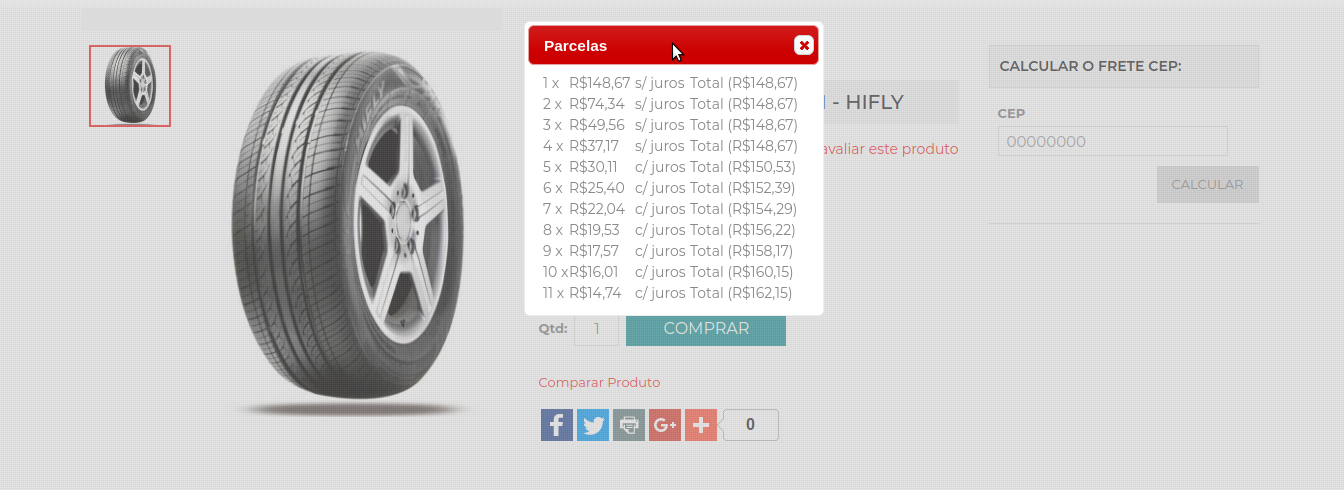 Parcelas
1 x R$148,67 s/ juros Total (R$148,67)
2 x R$74,34 s/ juros Total (R$148,67)
3 x R$49,56 s/ juros Total (R$148,67)
4 x R$37,17 s/ juros Total (R$148,67)
5 x R$30,11 c/ juros Total (R$150,53)
6 x R$25,40 c/ juros Total (R$152,39)
7 x R$22,04 c/ juros Total (R$154,29)
8 x R$19,53 c/ juros Total (R$156,22)
9 x R$17,57 c/ juros Total (R$158,17)
10 x R$16,01 c/ juros Total (R$160,15)
11 x R$14,74 c/ juros Total (R$162,15)
- HIFLY
avaliar este produto
Qtd: 1 COMPRAR
Comparar Produto
0
CALCULAR O FRETE CEP:
CEP
00000000
CALCULAR
HIFLY